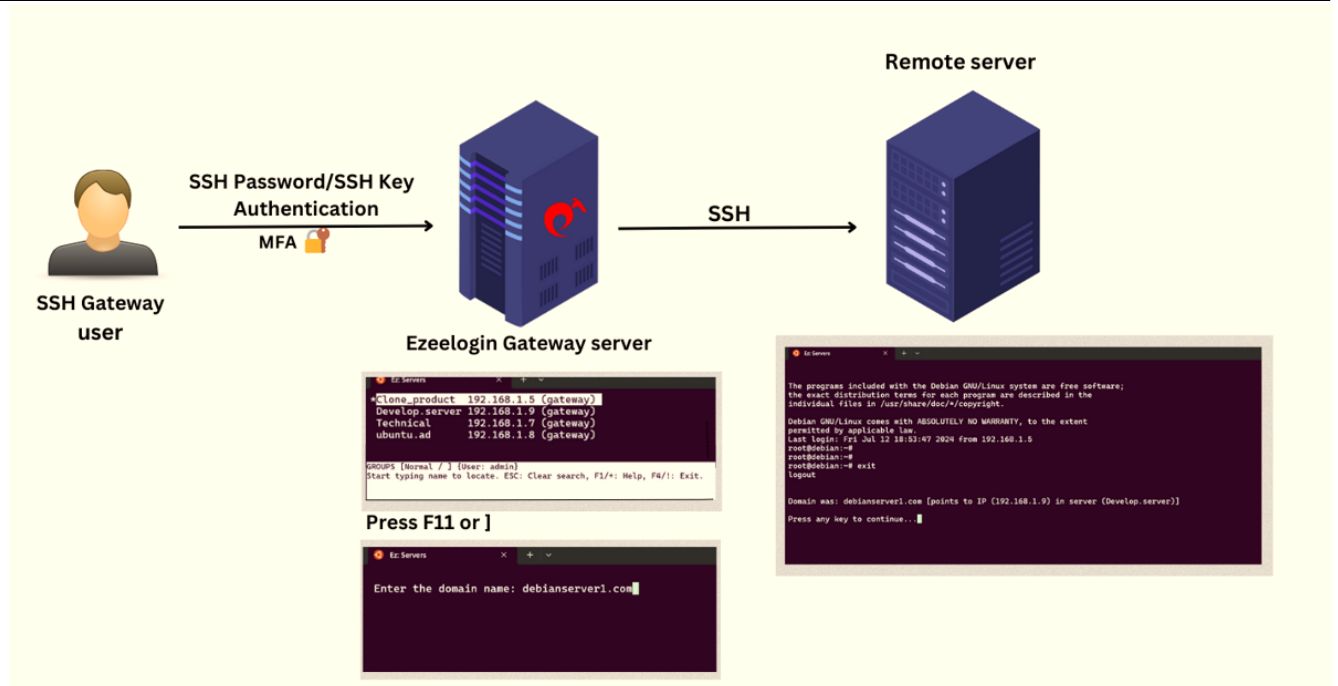 Remote server
SSH Password/SSH Key
Authentication
MFA
SSH
SSH Gateway
user
Ezeelogin Gateway server
Ez: Servers
*Clone_product 192.168.1.5 (gateway)
Develop.server 192.168.1.9 (gateway)
Technical 192.168.1.7 (gateway)
ubuntu.ad 192.168.1.8 (gateway)
GROUPS [Normal / ] {User: admin}
Start typing name to locate. ESC: Clear search, F1/+: Help, F4/!: Exit.
Press F11 or ]
Ez: Servers
Enter the domain name: debianserver1.com
Ez: Servers
The programs included with the Debian GNU/Linux system are free software;
the exact distribution terms for each program are described in the
individual files in /usr/share/doc/*/copyright.
Debian GNU/Linux comes with ABSOLUTELY NO WARRANTY, to the extent
permitted by applicable law.
Last login: Fri Jul 12 18:53:47 2024 from 192.168.1.5
root@debian:~#
root@debian:~#
root@debian:~# exit
logout
Domain was: debianserver1.com [points to IP (192.168.1.9) in server (Develop.server)]
Press any key to continue...